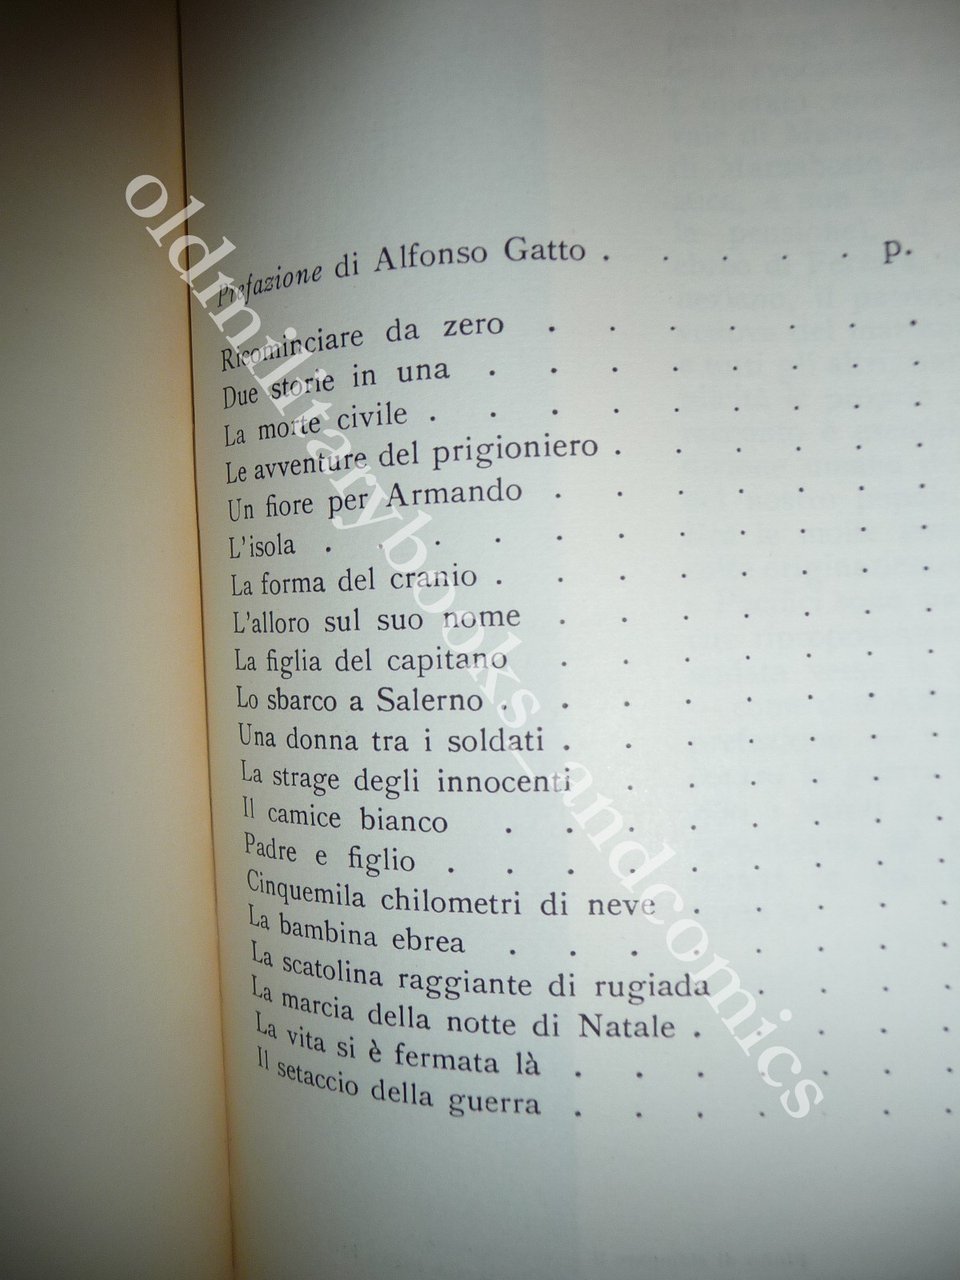 Prefazione di Alfonso Gatto . . . . . p.
Ricominciare da zero . . . . . . .
Due storie in una . . . . . . . .
La morte civile . . . . . . . . .
Le avventure del prigioniero . . . . . .
Un fiore per Armando . . . . . . .
L'isola . . . . . . . . . . .
La forma del cranio . . . . . . . .
L'alloro sul suo nome . . . . . . .
La figlia del capitano . . . . . . .
Lo sbarco a Salerno . . . . . . . .
Una donna tra i soldati . . . . . . .
La strage degli innocenti . . . . . .
Il camice bianco . . . . . . . .
Padre e figlio . . . . . . . . .
Cinquemila chilometri di neve . . . . .
La bambina ebrea . . . . . . . .
La scatolina raggiante di rugiada . . . .
La marcia della notte di Natale . . . . .
La vita si è fermata là . . . . . . .
Il setaccio della guerra . . . . . . .
oldmilitarybooks_andcomics